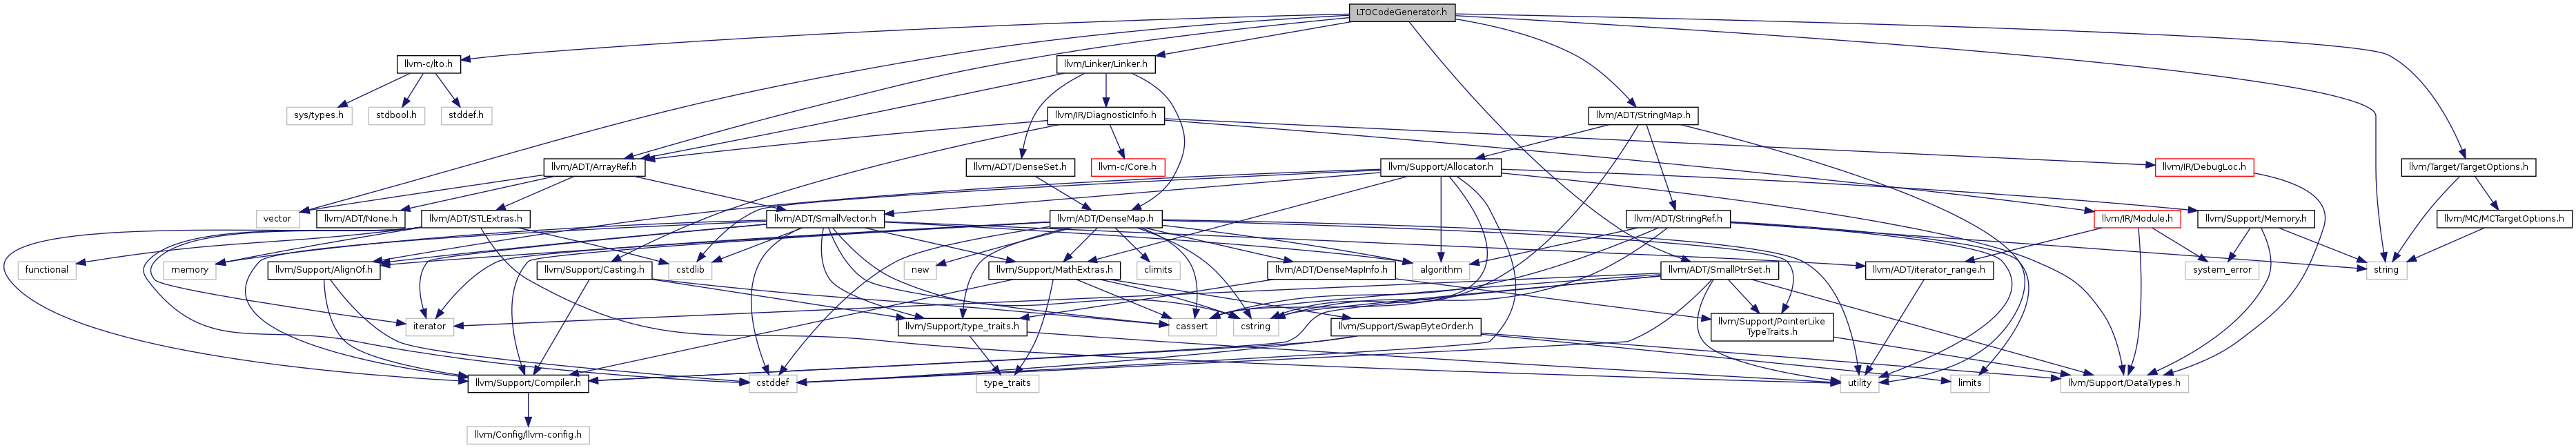 LTOCodeGenerator.h
llvm-c/lto.h
llvm/Linker/Linker.h
sys/types.h
stdbool.h
stddef.h
llvm/IR/DiagnosticInfo.h
llvm/ADT/StringMap.h
llvm/ADT/ArrayRef.h
llvm/ADT/DenseSet.h
llvm-c/Core.h
llvm/Support/Allocator.h
llvm/IR/DebugLoc.h
llvm/Target/TargetOptions.h
vector
llvm/ADT/None.h
llvm/ADT/STLExtras.h
llvm/ADT/SmallVector.h
llvm/ADT/DenseMap.h
llvm/ADT/StringRef.h
llvm/IR/Module.h
llvm/Support/Memory.h
llvm/MC/MCTargetOptions.h
functional
memory
llvm/Support/AlignOf.h
iterator
llvm/Support/Casting.h
cstdlib
new
llvm/Support/MathExtras.h
climits
llvm/ADT/DenseMapInfo.h
algorithm
llvm/ADT/SmallPtrSet.h
llvm/ADT/iterator_range.h
system_error
string
llvm/Support/type_traits.h
cassert
cstring
llvm/Support/SwapByteOrder.h
llvm/Support/PointerLike
TypeTraits.h
llvm/Support/Compiler.h
cstddef
type_traits
utility
limits
llvm/Support/DataTypes.h
llvm/Config/llvm-config.h